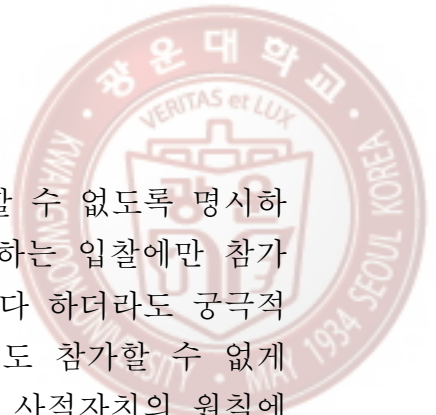 광운대학교
VERITAS et LUX
KWANGWOON UNIVERSITY · MAY 1934 SEOUL KOREA
할 수 없도록 명시하
하는 입찰에만 참가
다 하더라도 궁극적
도 참가할 수 없게
사적자치의 원칙에